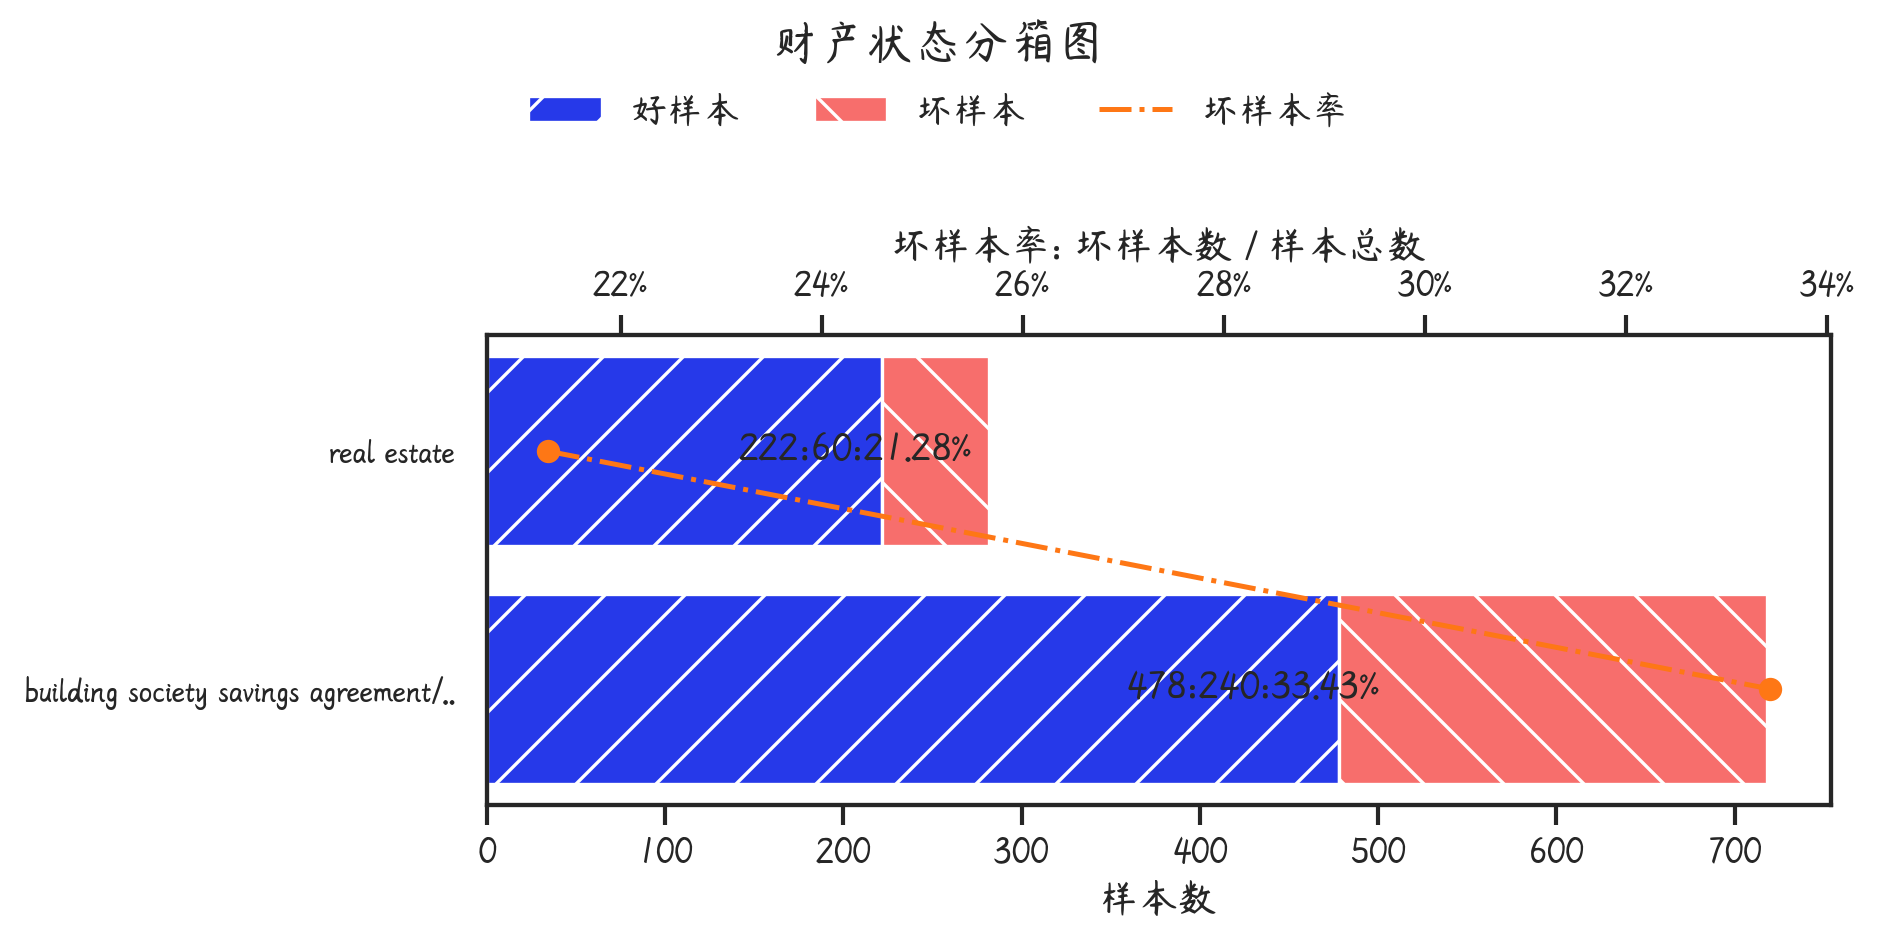 财产状态分箱图
好样本 坏样本 坏样本率
坏样本率: 坏样本数 / 样本总数
22% 24% 26% 28% 30% 32% 34%
real estate
222:60:21.28%
building society savings agreement/..
478:240:33.43%
0 100 200 300 400 500 600 700
样本数